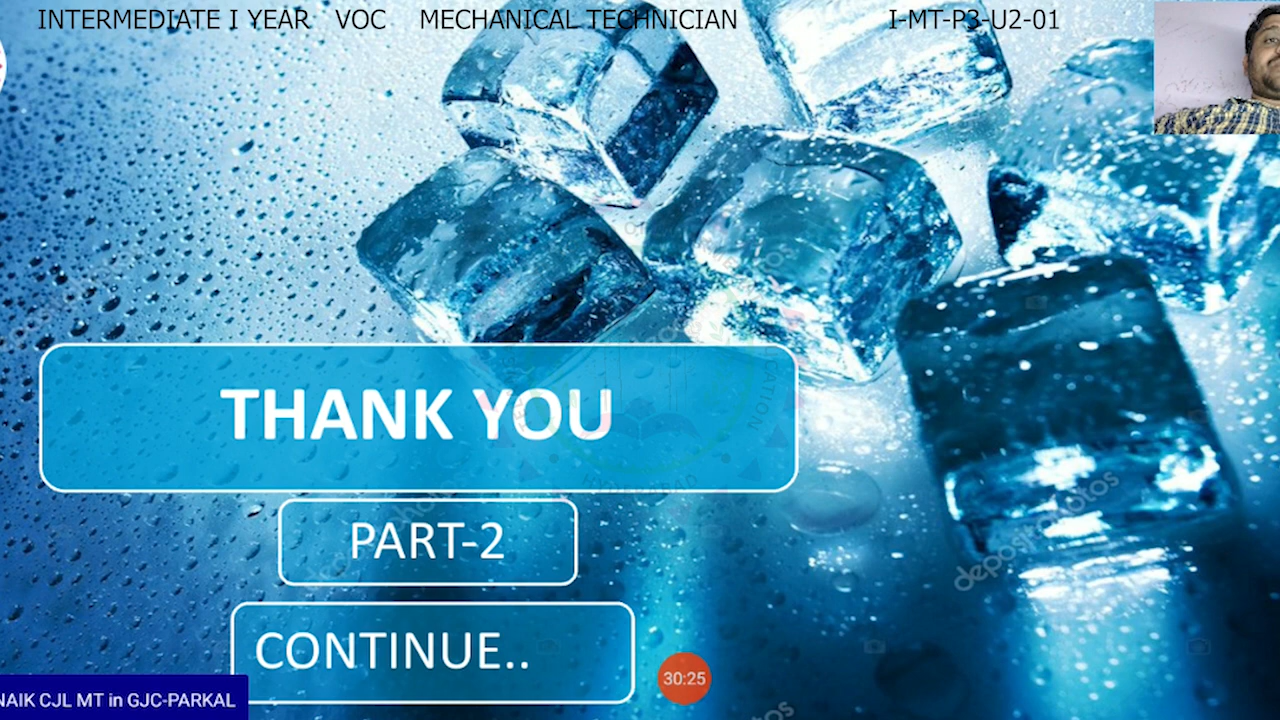 INTERMEDIATE I YEAR VOC MECHANICAL TECHNICIAN I-MT-P3-U2-01
THANK YOU
PART-2
CONTINUE..
30:25
NAIK CJL MT in GJC-PARKAL
depositphotos